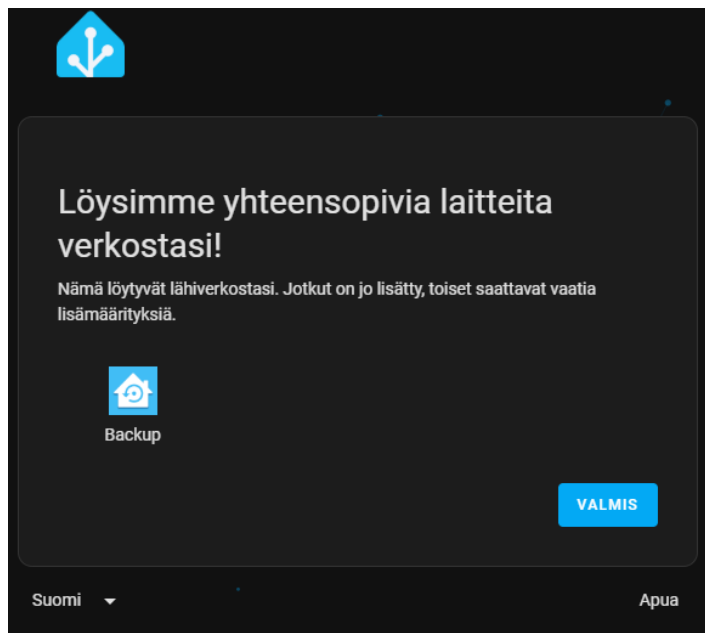 Löysimme yhteensopivia laitteita
verkostasi!
Nämä löytyvät lähiverkostasi. Jotkut on jo lisätty, toiset saattavat vaatia
lisämäärityksiä.
Backup
VALMIS
Suomi
Apua